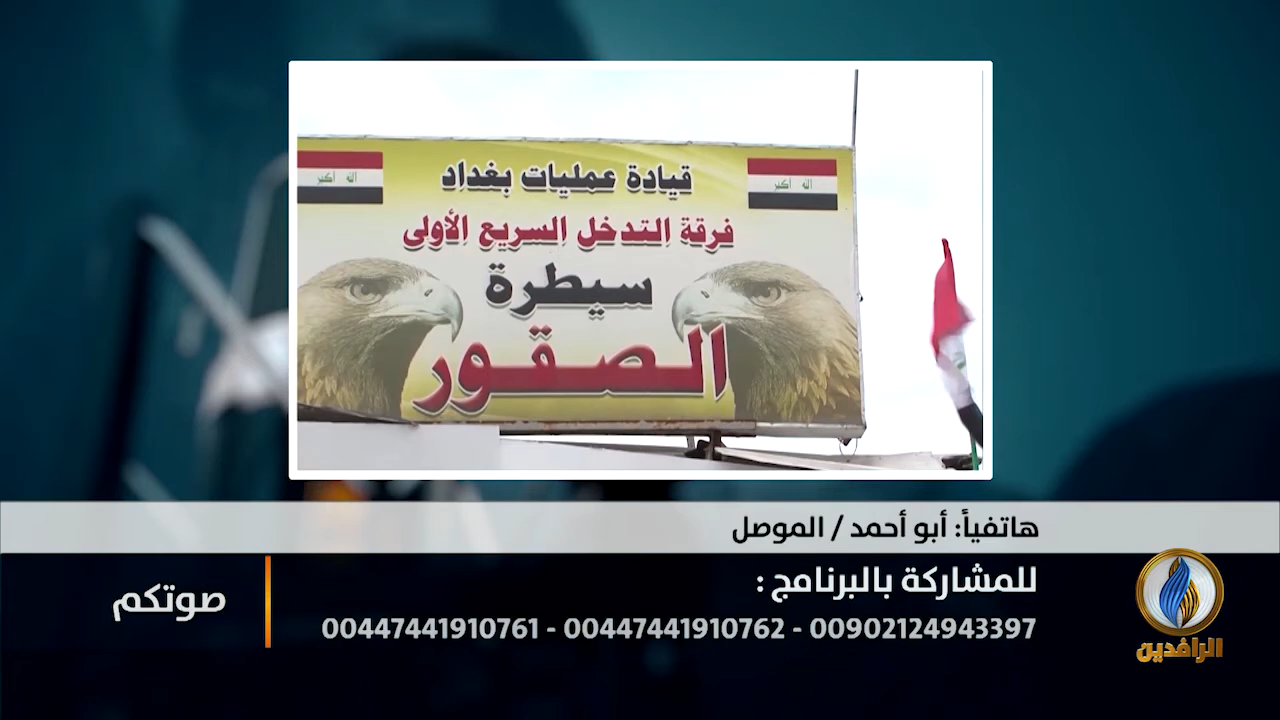 قيادة عمليات بغداد
الله أكبر
الله أكبر
فرقة التدخل السريع الأولى
سيطرة
الصقور
هاتفياً: أبو أحمد / الموصل
للمشاركة بالبرنامج :
00447441910761 - 00447441910762 - 00902124943397
صوتكم
الرافدين